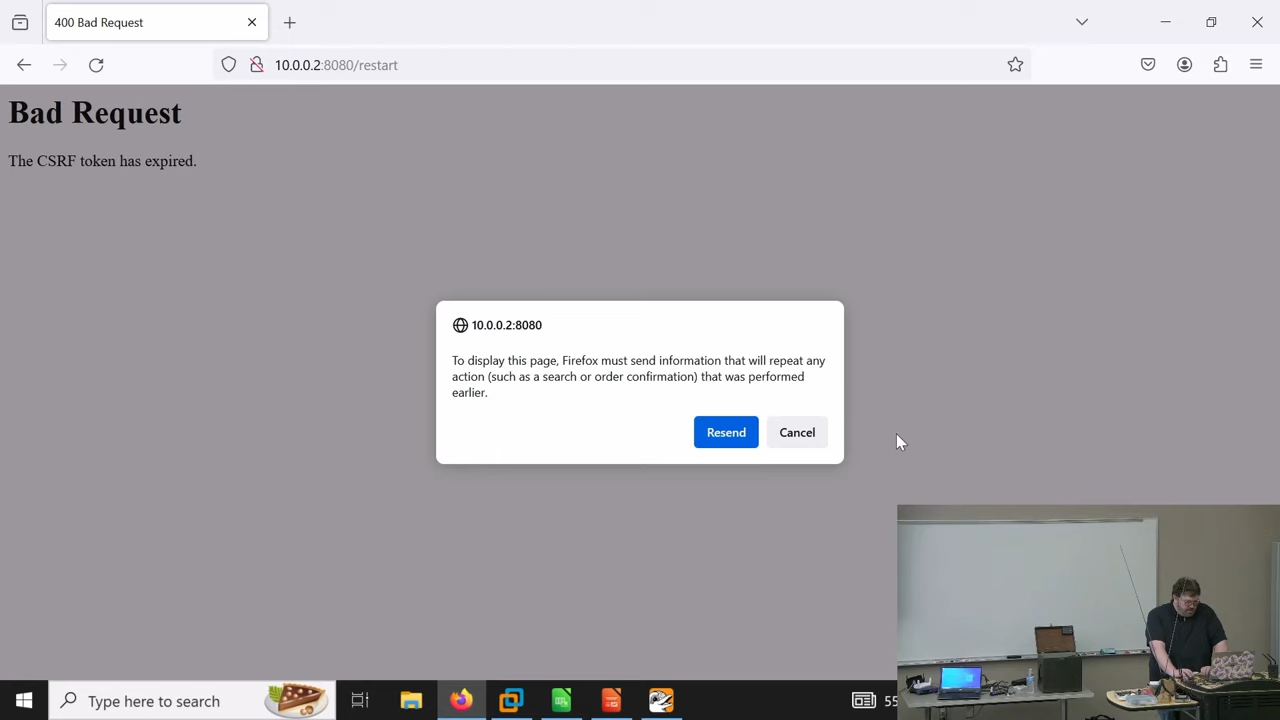 400 Bad Request
10.0.0.2:8080/restart
Bad Request
The CSRF token has expired.
10.0.0.2:8080
To display this page, Firefox must send information that will repeat any
action (such as a search or order confirmation) that was performed
earlier.
Resend
Cancel
Type here to search
55